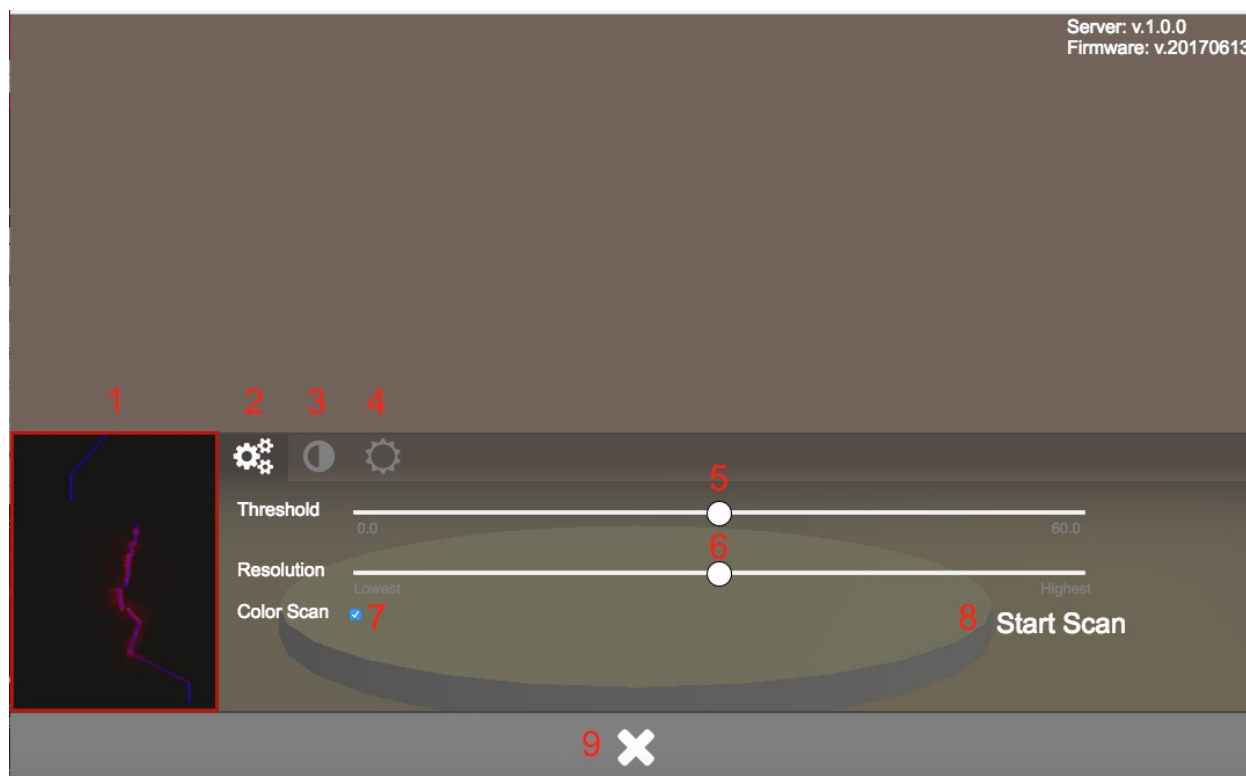 Server: v.1.0.0
Firmware: v.20170613
1
2 3 4
5
Threshold
0.0 60.0
6
Resolution
Lowest Highest
Color Scan 7
8 Start Scan
9